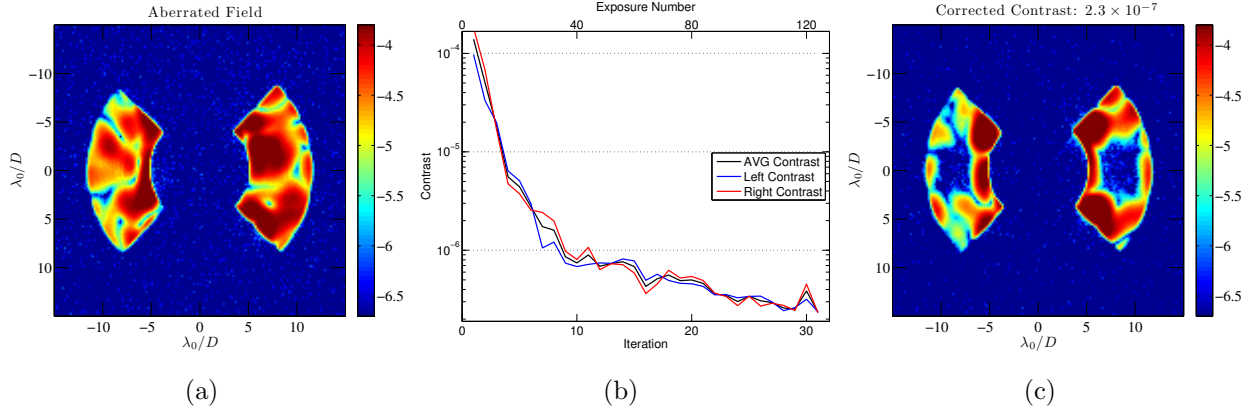 Aberrated Field
−10
−5
0
5
10
λ₀/D
−10 −5 0 5 10
λ₀/D
−4
−4.5
−5
−5.5
−6
−6.5
(a)
Exposure Number
0 40 80 120
10⁻⁴
10⁻⁵
10⁻⁶
Contrast
AVG Contrast
Left Contrast
Right Contrast
0 10 20 30
Iteration
(b)
Corrected Contrast: 2.3 × 10⁻⁷
−10
−5
0
5
10
λ₀/D
−10 −5 0 5 10
λ₀/D
−4
−4.5
−5
−5.5
−6
−6.5
(c)